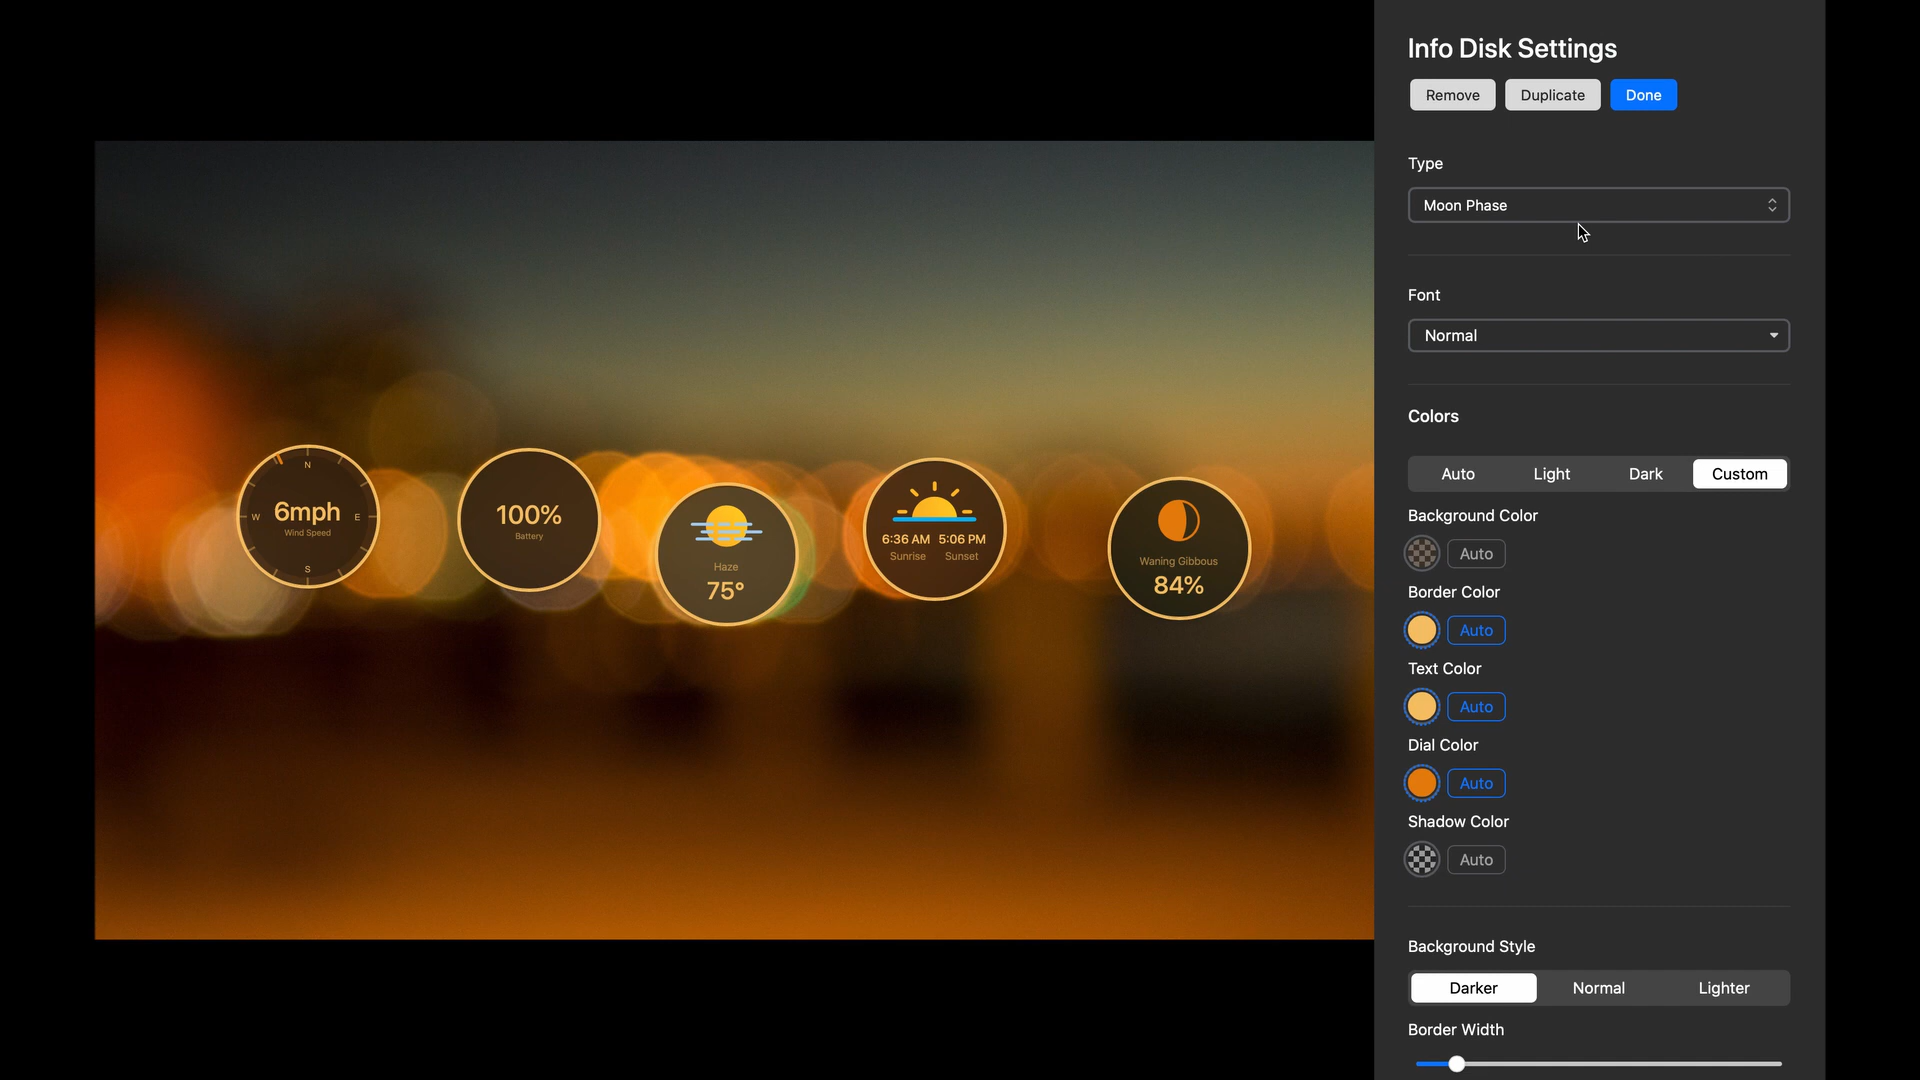 Info Disk Settings
Remove
Duplicate
Done
Type
Moon Phase
Font
Normal
Colors
Auto
Light
Dark
Custom
Background Color
Auto
Border Color
Auto
Text Color
Auto
Dial Color
Auto
Shadow Color
Auto
Background Style
Darker
Normal
Lighter
Border Width
N
W
6mph
E
Wind Speed
S
100%
Battery
Haze
75°
6:36 AM 5:06 PM
Sunrise Sunset
Waning Gibbous
84%